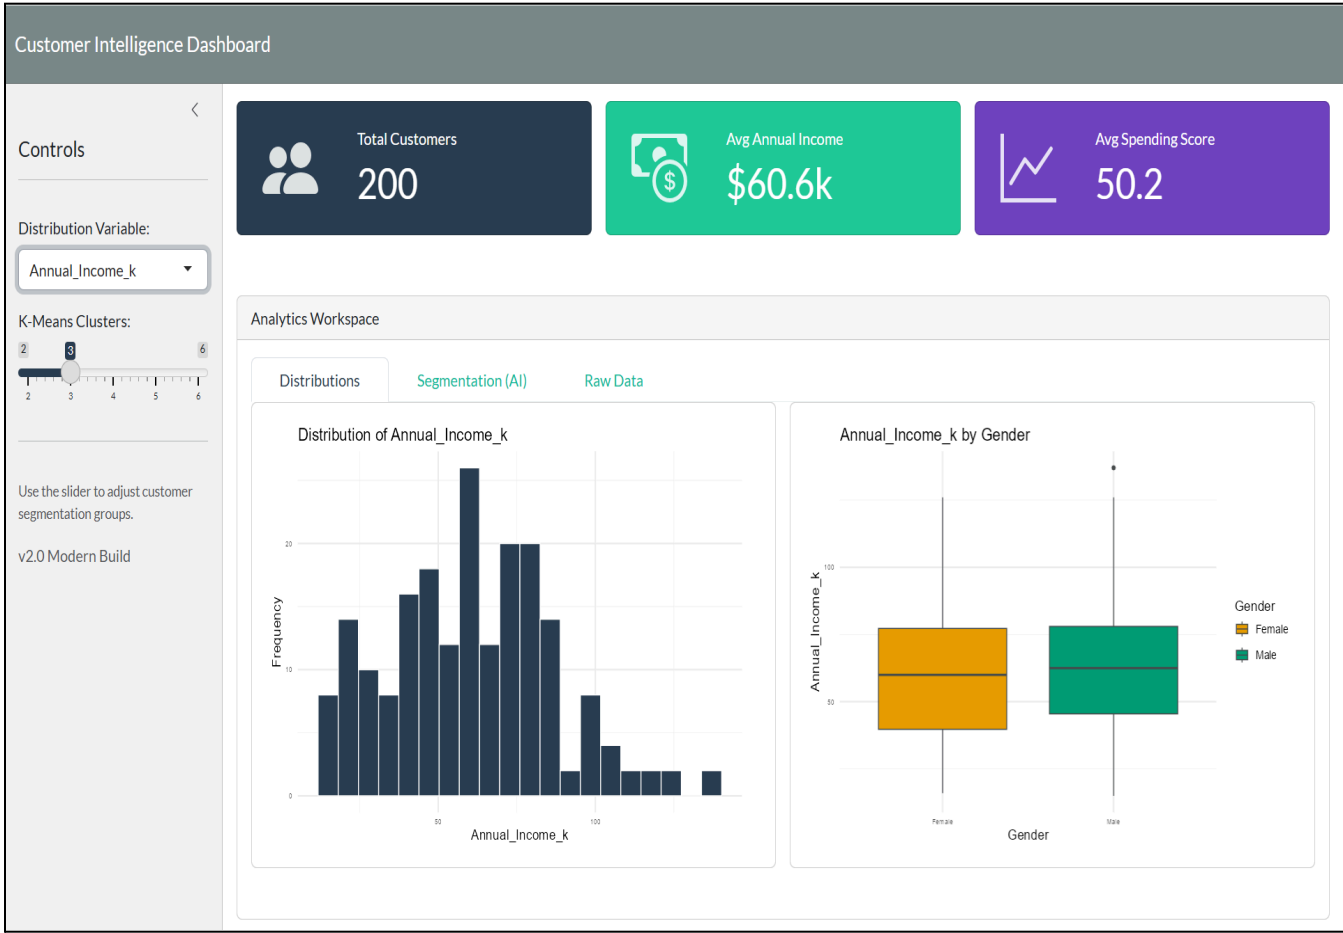 Customer Intelligence Dashboard
Controls
Distribution Variable:
Annual_Income_k
K-Means Clusters:
2 3 6
2 3 4 5 6
Use the slider to adjust customer
segmentation groups.
v2.0 Modern Build
Total Customers
200
$
Avg Annual Income
$60.6k
Avg Spending Score
50.2
Analytics Workspace
Distributions Segmentation (AI) Raw Data
Distribution of Annual_Income_k
Frequency
20
10
0
50 100
Annual_Income_k
Annual_Income_k by Gender
Annual_Income_k
100
50
Female Male
Gender
Gender
Female
Male